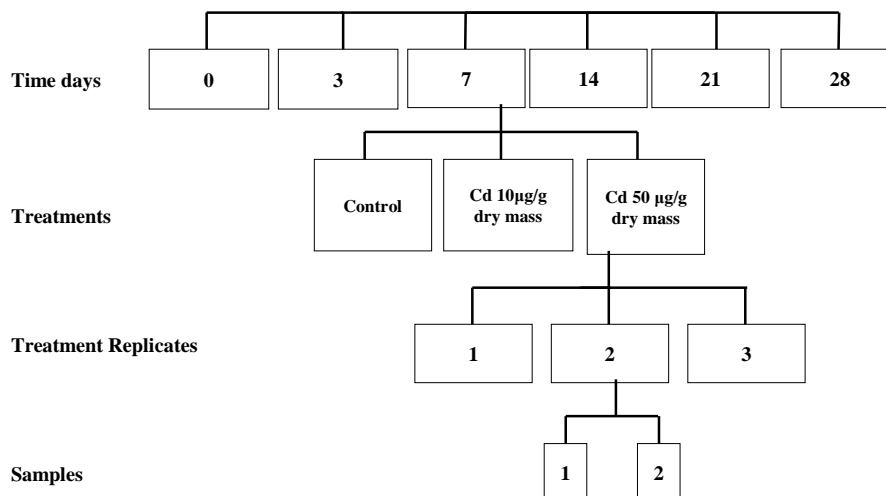 Time days
0
3
7
14
21
28
Treatments
Control
Cd 10µg/g
dry mass
Cd 50 µg/g
dry mass
Treatment Replicates
1
2
3
Samples
1
2